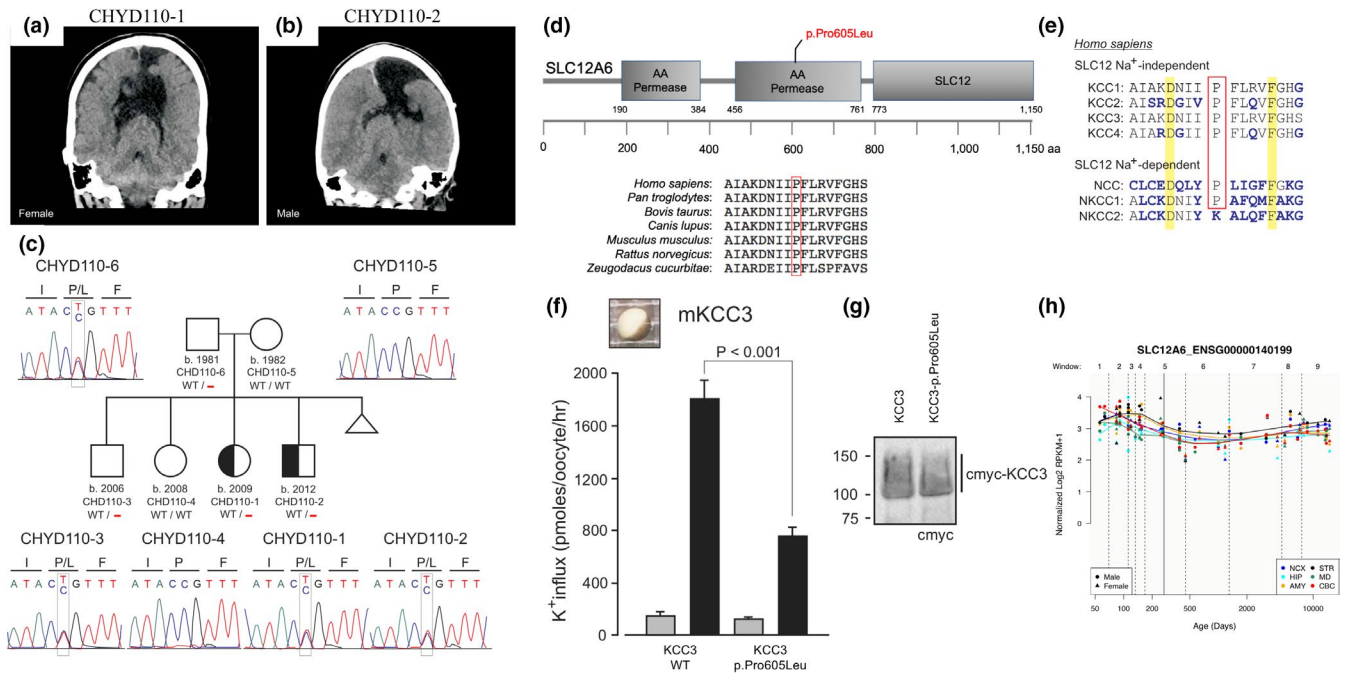 (a)
CHYD110-1
Female
(b)
CHYD110-2
Male
(c)
CHYD110-6
I P/L F
A T A C T G T T T
C
CHYD110-5
I P F
A T A C C G T T T
b. 1981
CHD110-6
WT / –
b. 1982
CHD110-5
WT / WT
b. 2006
CHD110-3
WT / –
b. 2008
CHD110-4
WT / WT
b. 2009
CHD110-1
WT / –
b. 2012
CHD110-2
WT / –
CHYD110-3
I P/L F
A T A C T G T T T
C
CHYD110-4
I P F
A T A C C G T T T
CHYD110-1
I P/L F
A T A C T G T T T
C
CHYD110-2
I P/L F
A T A C T G T T T
C
(d)
p.Pro605Leu
SLC12A6
AA
Permease
AA
Permease
SLC12
190 384 456 761 773 1,150
0 200 400 600 800 1,000 1,150 aa
Homo sapiens: AIAKDNIIPFLRVFGHS
Pan troglodytes: AIAKDNIIPFLRVFGHS
Bovis taurus: AIAKDNIIPFLRVFGHS
Canis lupus: AIAKDNIIPFLRVFGHS
Musculus musculus: AIAKDNIIPFLRVFGHS
Rattus norvegicus: AIAKDNIIPFLRVFGHS
Zeugodacus cucurbitae: AIARDEIIPFLSPFAVS
(e)
Homo sapiens
SLC12 Na+-independent
KCC1: AIAKDNII P FLRVFGHG
KCC2: AISRDGIV P FLQVFGHG
KCC3: AIAKDNII P FLRVFGHS
KCC4: AIARDGII P FLQVFGHG
SLC12 Na+-dependent
NCC: CLCEDQLY P LIGFFGKG
NKCC1: ALCKDNIY P AFQMFAKG
NKCC2: ALCKDNIY K ALQFFAKG
(f)
mKCC3
P < 0.001
K+influx (pmoles/oocyte/hr)
2000
1600
1200
800
400
0
KCC3
WT
KCC3
p.Pro605Leu
(g)
KCC3
KCC3-p.Pro605Leu
150
100
75
cmyc-KCC3
cmyc
(h)
SLC12A6_ENSG00000140199
Window: 1 2 3 4 5 6 7 8 9
Normalized Log2 RPKM+1
4
3
2
1
0
Male
Female
NCX STR
HIP MD
AMY CBC
50 100 200 500 2000 10000
Age (Days)